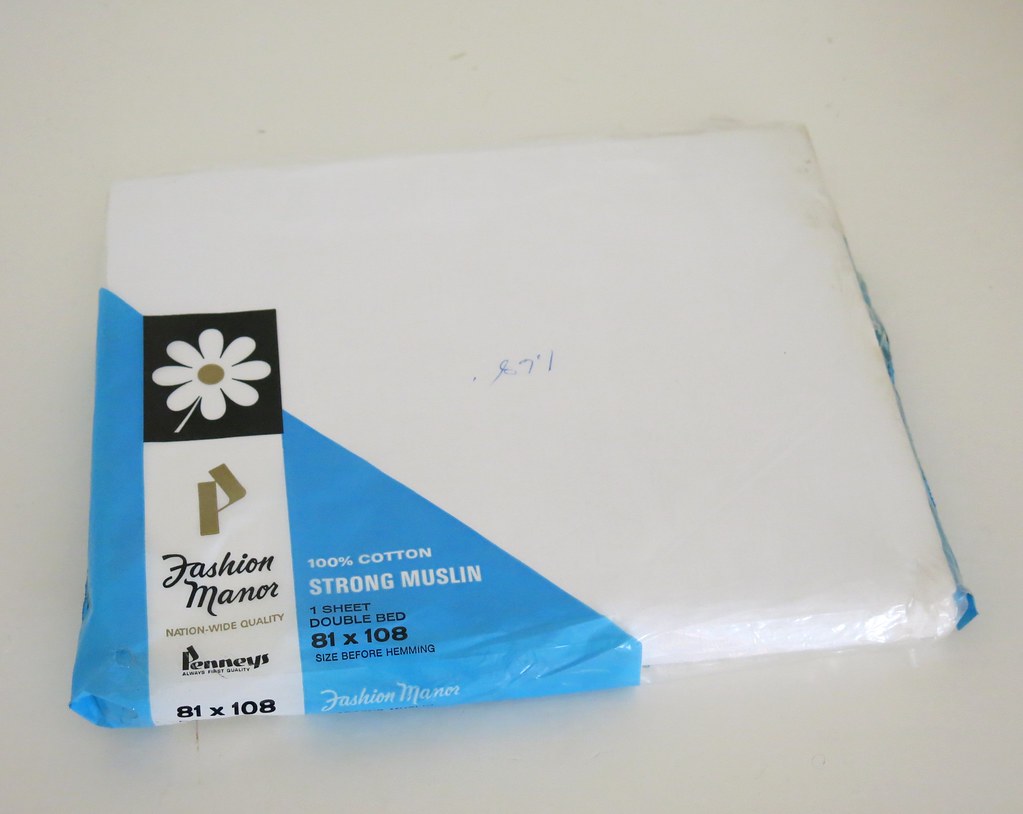 Fashion
Manor
NATION-WIDE QUALITY
Penneys
ALWAYS FIRST QUALITY
81 x 108
100% COTTON
STRONG MUSLIN
1 SHEET
DOUBLE BED
81 x 108
SIZE BEFORE HEMMING
Fashion Manor